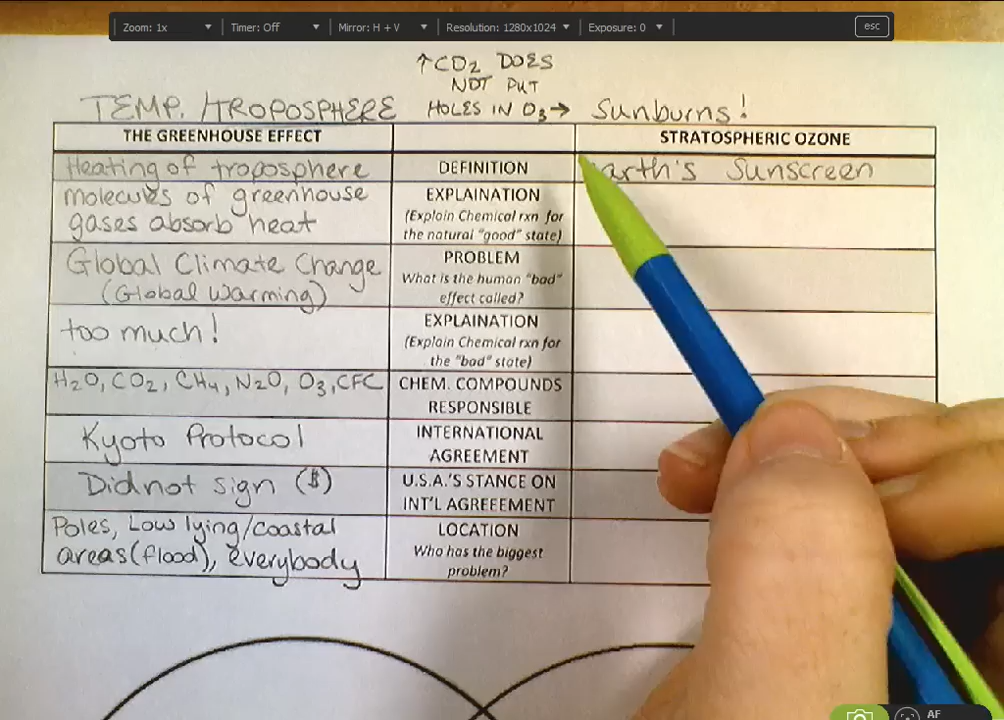 Zoom: 1x Timer: Off Mirror: H + V Resolution: 1280x1024 Exposure: 0 esc
↑CO2 DOES
NOT PUT
TEMP. /TROPOSPHERE HOLES IN O3→ Sunburns!
THE GREENHOUSE EFFECT STRATOSPHERIC OZONE
Heating of troposphere DEFINITION arth's Sunscreen
molecules of greenhouse EXPLAINATION
gases absorb heat (Explain Chemical rxn for
the natural "good" state)
Global Climate Change PROBLEM
(Global Warming) What is the human "bad"
effect called?
too much! EXPLAINATION
(Explain Chemical rxn for
the "bad" state)
H2O, CO2, CH4, N2O, O3, CFC CHEM. COMPOUNDS
RESPONSIBLE
Kyoto Protocol INTERNATIONAL
AGREEMENT
Did not sign ($) U.S.A.'S STANCE ON
INT'L AGREFEMENT
Poles, Low lying/coastal LOCATION
areas(flood), everybody Who has the biggest
problem?
AF